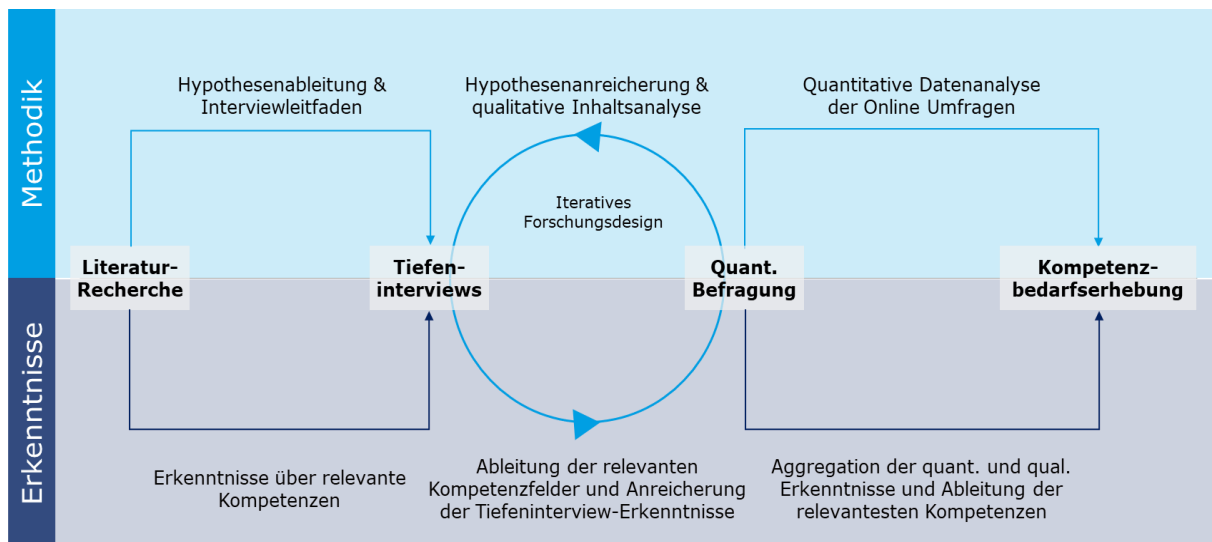 Methodik
Hypothesenableitung &
Interviewleitfaden
Hypothesenanreicherung &
qualitative Inhaltsanalyse
Quantitative Datenanalyse
der Online Umfragen
Iteratives
Forschungsdesign
Literatur-
Recherche
Tiefen-
interviews
Quant.
Befragung
Kompetenz-
bedarfserhebung
Erkenntnisse
Erkenntnisse über relevante
Kompetenzen
Ableitung der relevanten
Kompetenzfelder und Anreicherung
der Tiefeninterview-Erkenntnisse
Aggregation der quant. und qual.
Erkenntnisse und Ableitung der
relevantesten Kompetenzen